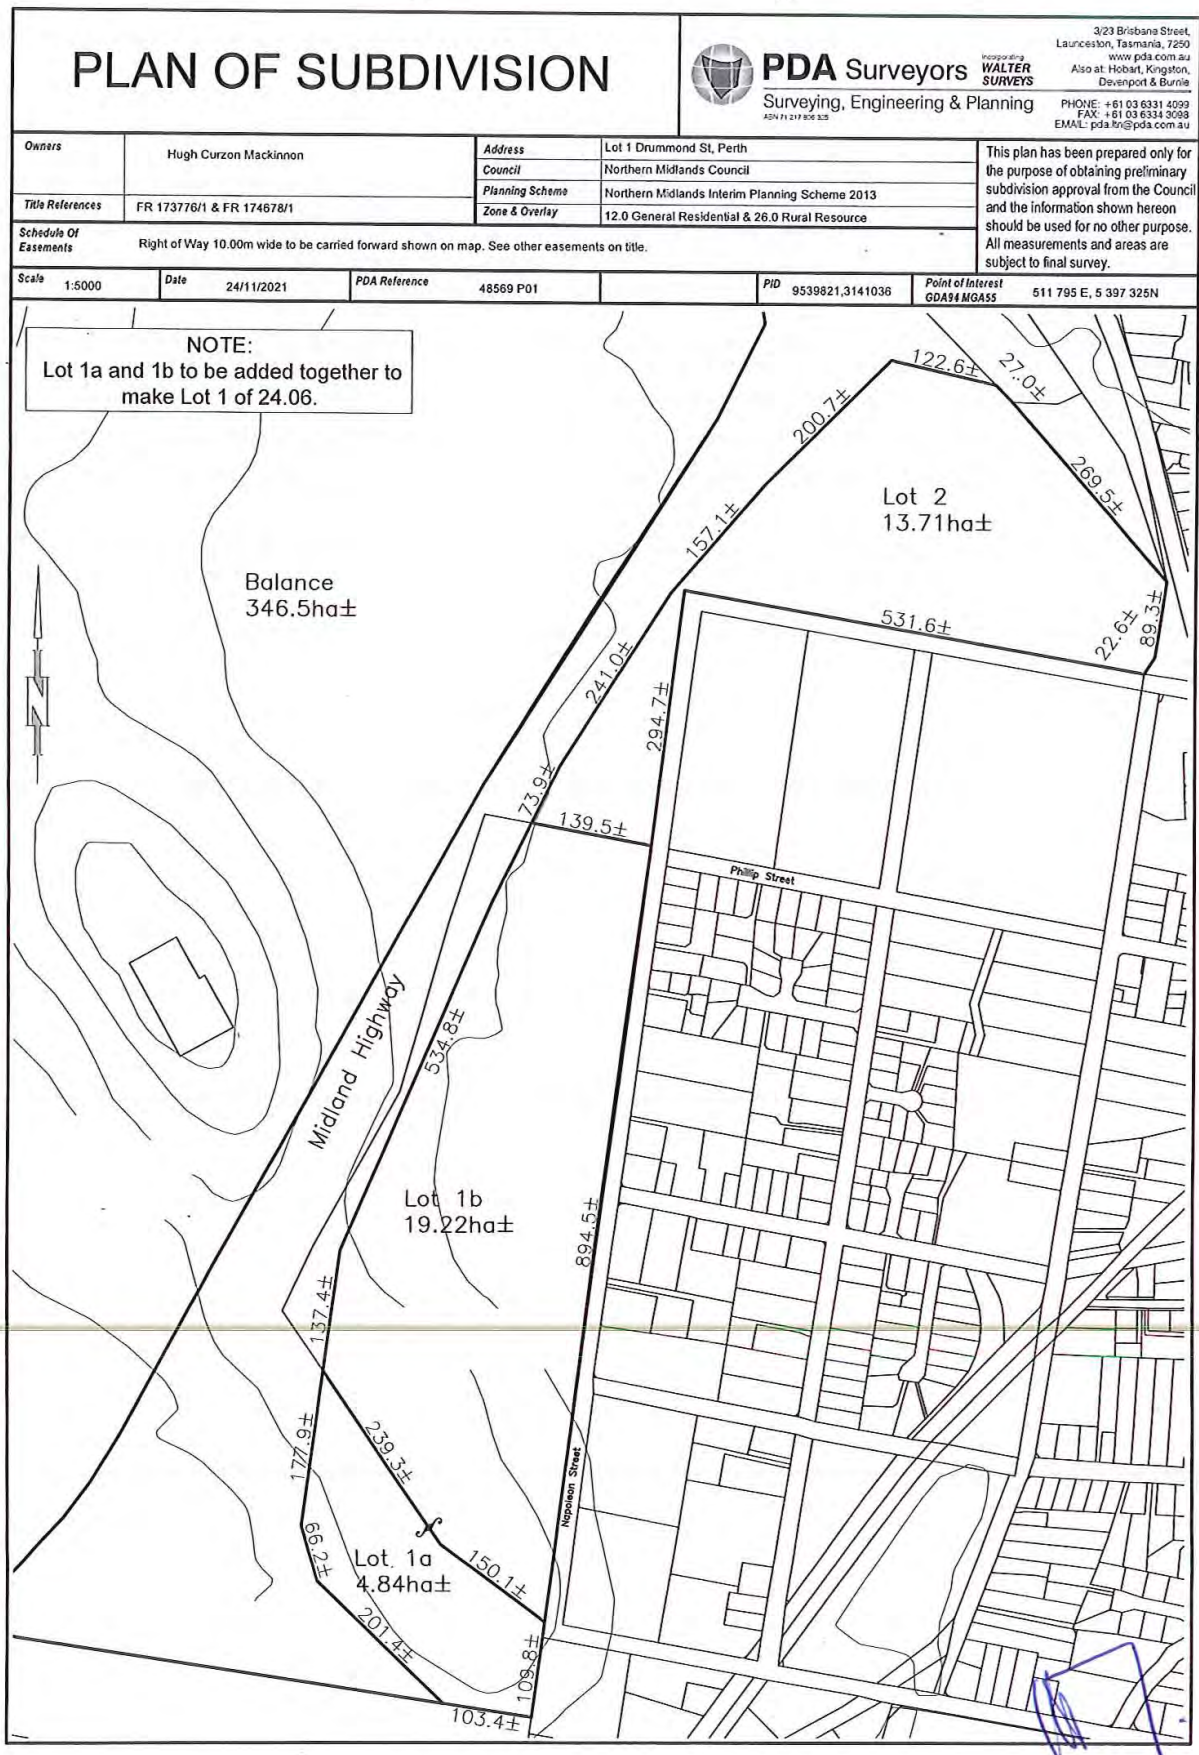 PLAN OF SUBDIVISION
PDA Surveyors
Incorporating
WALTER
SURVEYS
Surveying, Engineering & Planning
3/23 Brisbane Street,
Launceston, Tasmania, 7250
www.pda.com.au
Also at: Hobart, Kingston,
Devonport & Burnie
PHONE: +61 03 6331 4099
FAX: +61 03 6334 3098
EMAIL: pda.ltn@pda.com.au
Owners
Hugh Curzon Mackinnon
Title References
FR 173776/1 & FR 174678/1
Address
Lot 1 Drummond St, Perth
Council
Northern Midlands Council
Planning Scheme
Northern Midlands Interim Planning Scheme 2013
Zone & Overlay
12.0 General Residential & 26.0 Rural Resource
This plan has been prepared only for
the purpose of obtaining preliminary
subdivision approval from the Council
and the information shown hereon
should be used for no other purpose.
All measurements and areas are
subject to final survey.
Schedule Of
Easements
Right of Way 10.00m wide to be carried forward shown on map. See other easements on title.
Scale
1:5000
Date
24/11/2021
PDA Reference
48569 P01
PID
9539821,3141036
Point of Interest
GDA94 MGA55
511 795 E, 5 397 325N
NOTE:
Lot 1a and 1b to be added together to
make Lot 1 of 24.06.
122.6±
27.0±
200.7±
269.5±
Lot 2
13.71ha±
157.1±
Balance
346.5ha±
531.6±
22.6±
89.3±
241.0±
294.7±
N
73.9±
139.5±
Phillip Street
Midland Highway
534.8±
Lot 1b
19.22ha±
894.5±
137.4±
177.9±
239.3±
Napoleon Street
66.2±
Lot 1a
4.84ha±
150.1±
201.4±
109.8±
103.4±